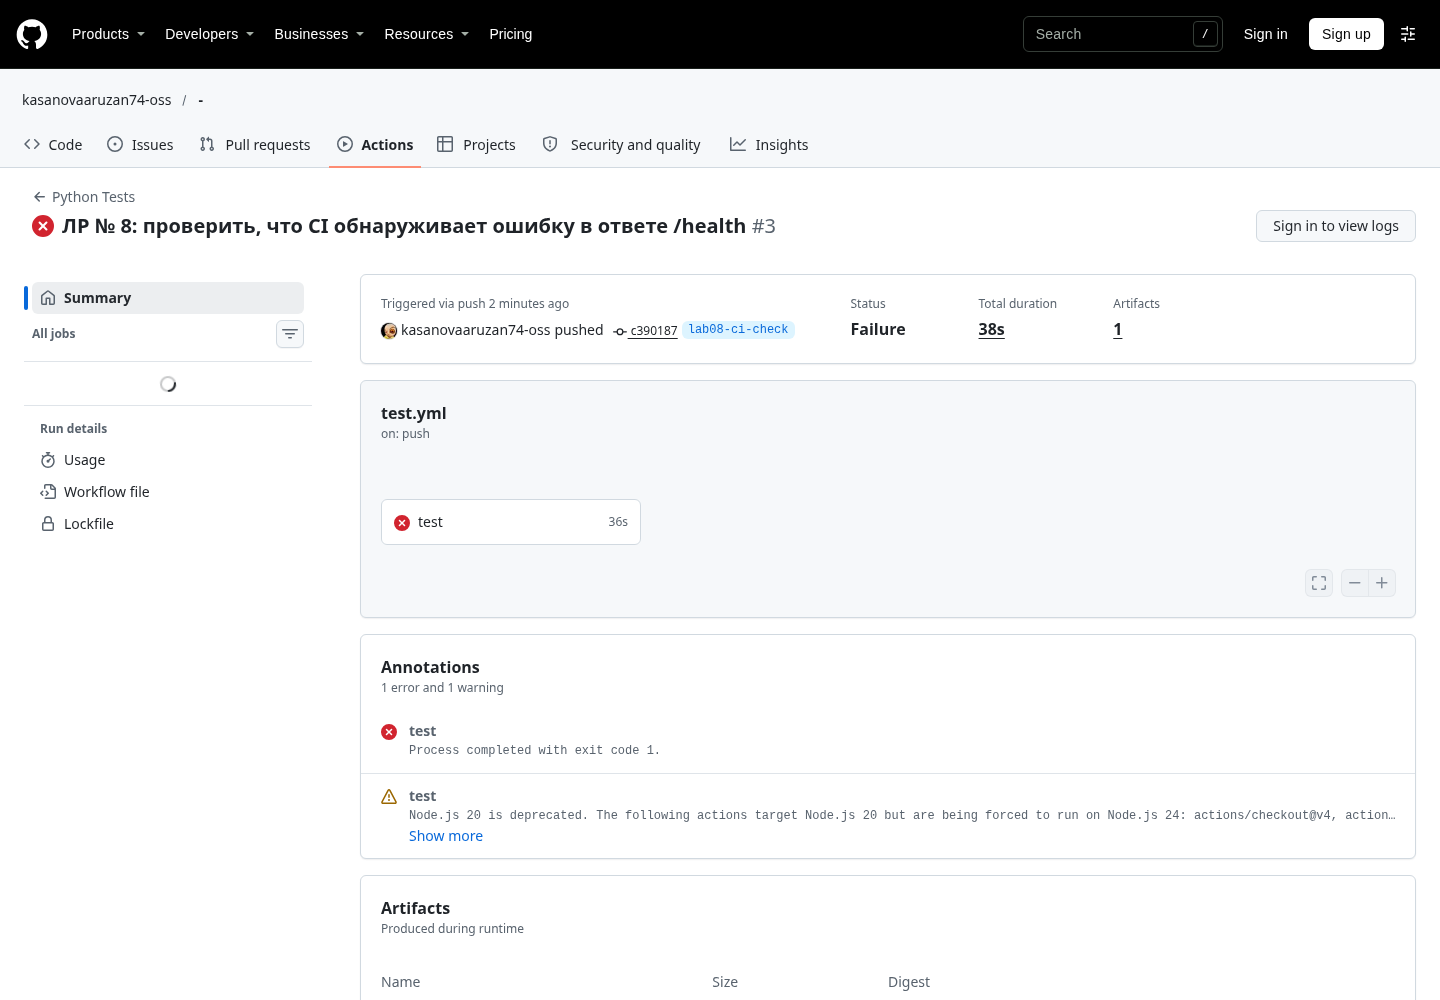 Products Developers Businesses Resources Pricing Search / Sign in Sign up
kasanovaaruzan74-oss / -
Code Issues Pull requests Actions Projects Security and quality Insights
Python Tests
ЛР № 8: проверить, что CI обнаруживает ошибку в ответе /health #3
Sign in to view logs
Summary
All jobs
Run details
Usage
Workflow file
Lockfile
Triggered via push 2 minutes ago
kasanovaaruzan74-oss pushed c390187 lab08-ci-check
Status
Failure
Total duration
38s
Artifacts
1
test.yml
on: push
test 36s
Annotations
1 error and 1 warning
test
Process completed with exit code 1.
test
Node.js 20 is deprecated. The following actions target Node.js 20 but are being forced to run on Node.js 24: actions/checkout@v4, action…
Show more
Artifacts
Produced during runtime
Name Size Digest